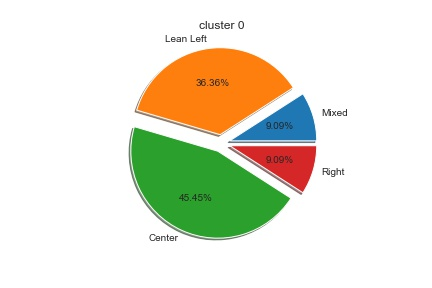 cluster 0
Lean Left
36.36%
Mixed
9.09%
9.09%
Right
45.45%
Center